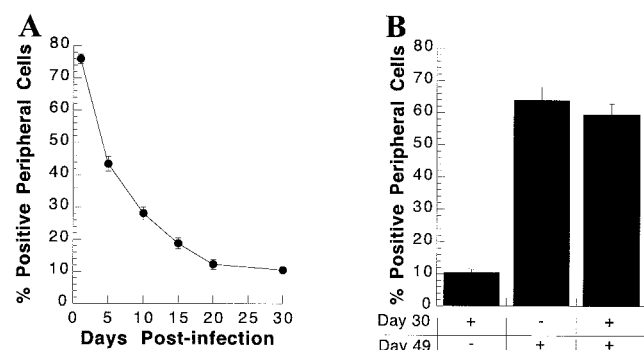 A
% Positive Peripheral Cells
80
70
60
50
40
30
20
10
0
0 5 10 15 20 30
Days Post-infection
B
% Positive Peripheral Cells
80
70
60
50
40
30
20
10
0
Day 30 + - +
Day 49 - + +